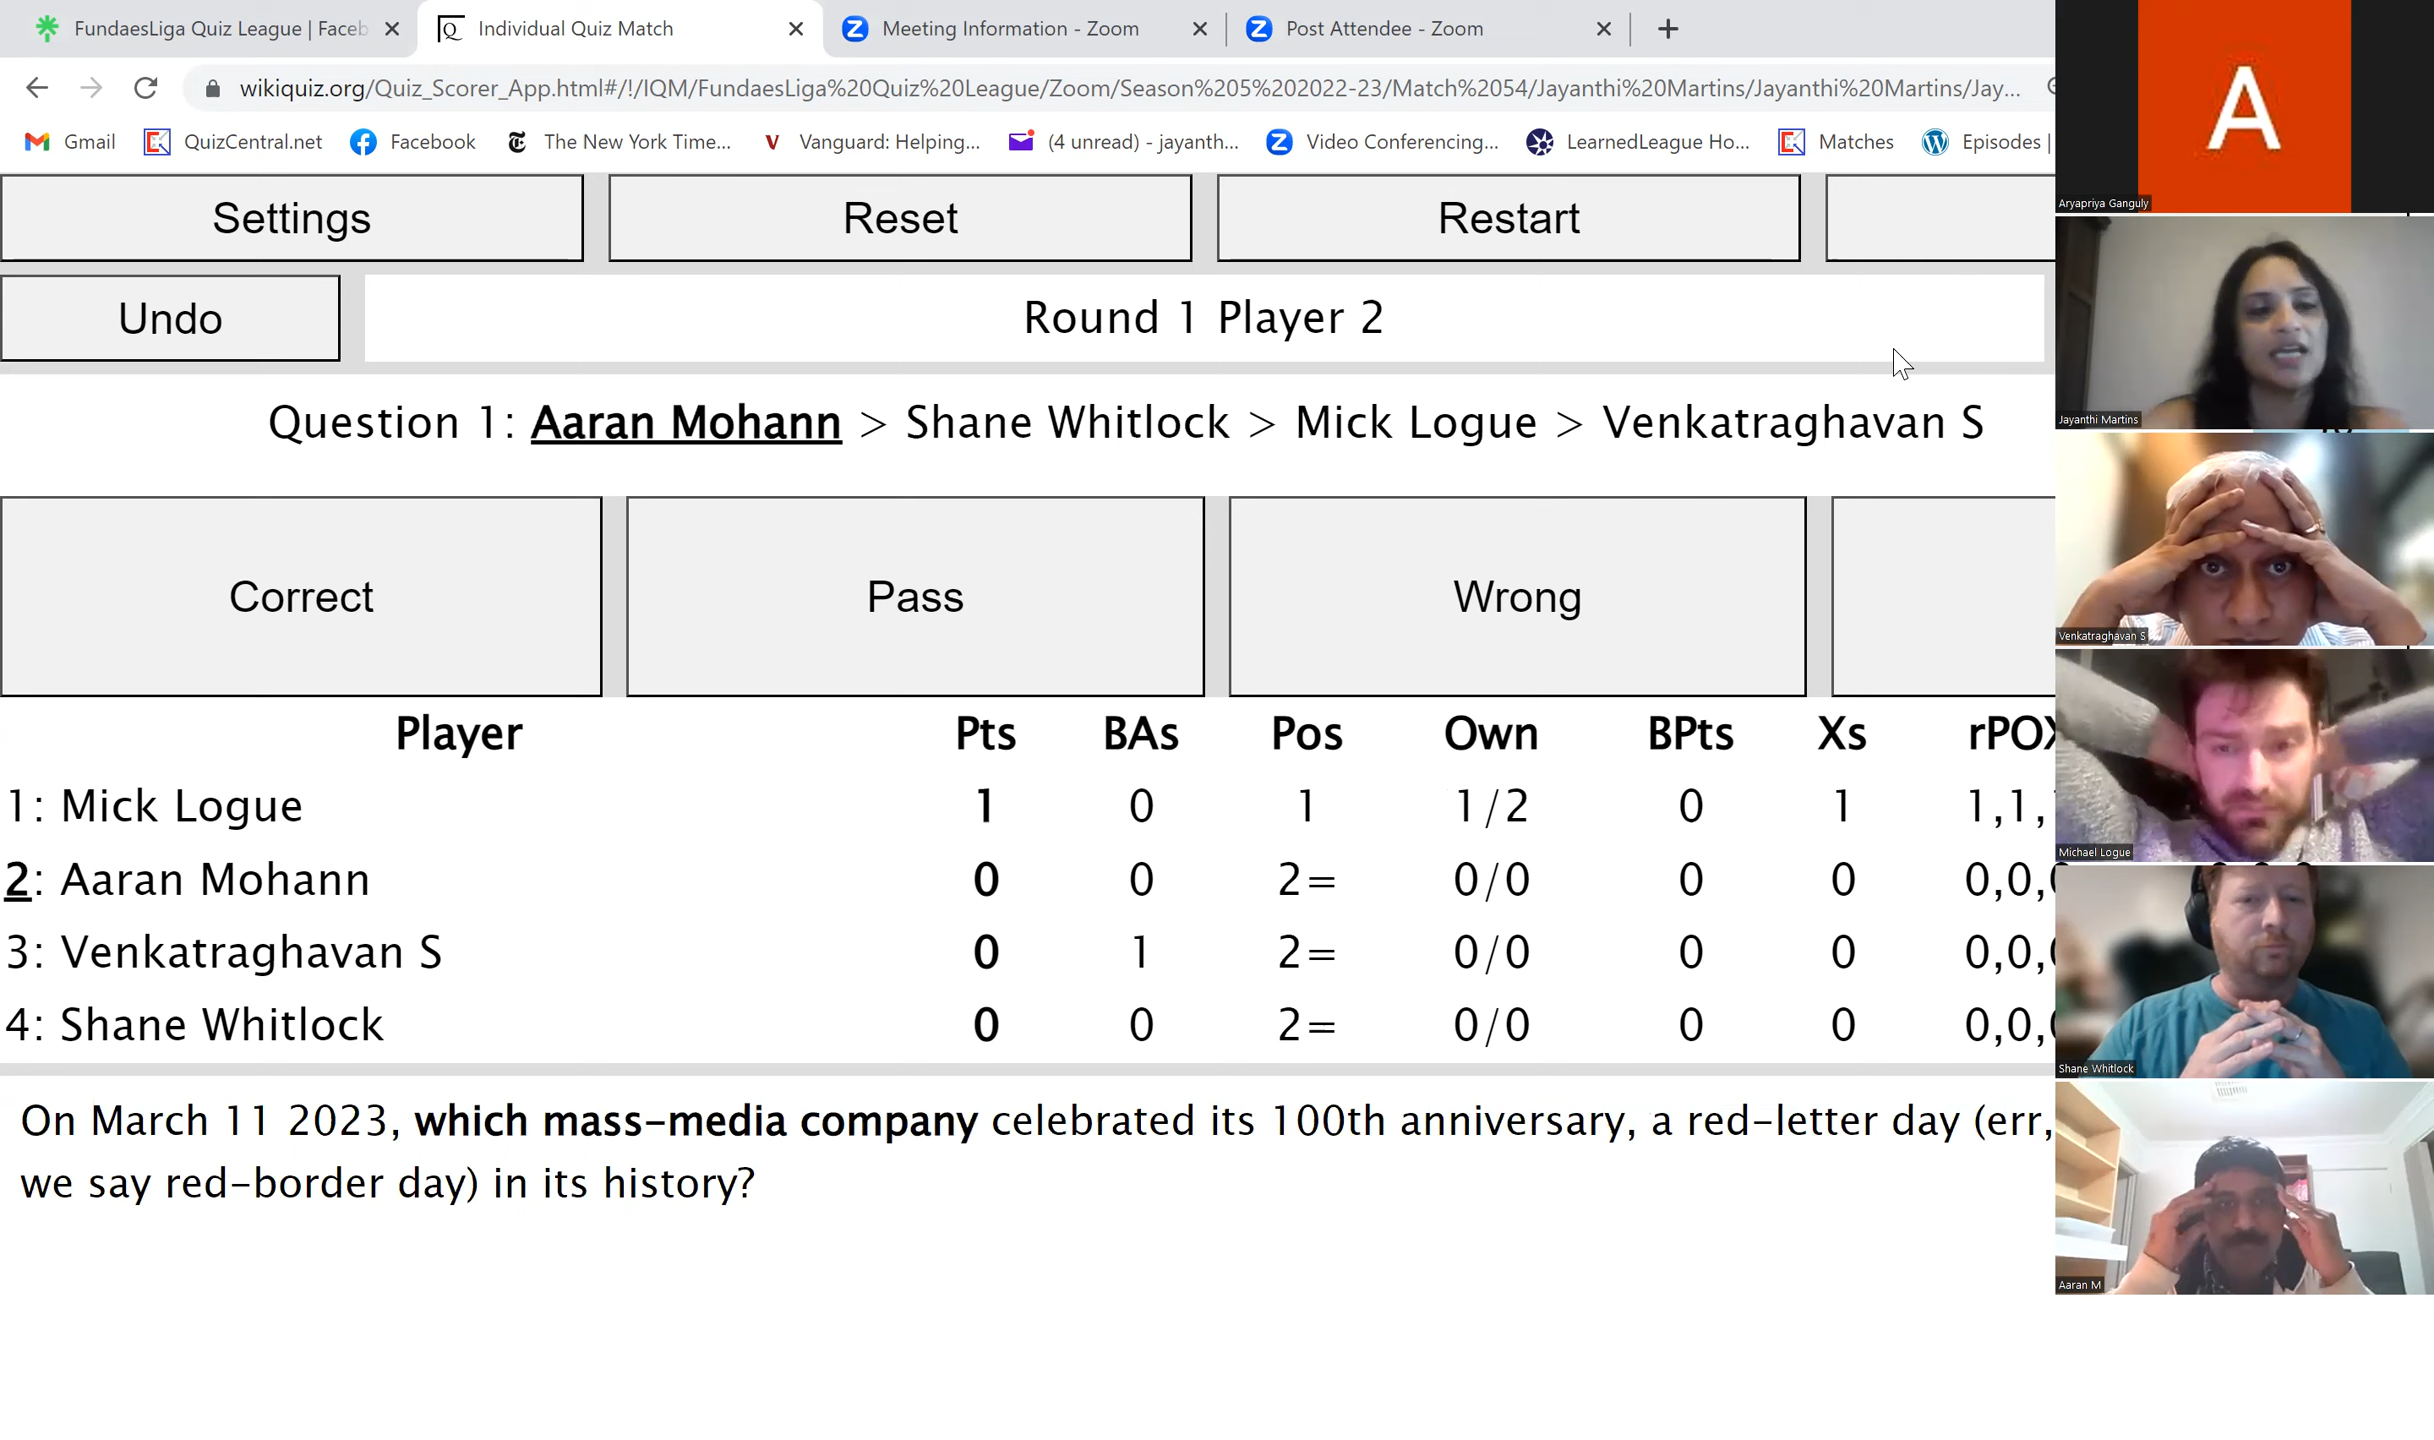 FundaesLiga Quiz League | Faceb
Individual Quiz Match
Meeting Information - Zoom
Post Attendee - Zoom
wikiquiz.org/Quiz_Scorer_App.html#/!/IQM/FundaesLiga%20Quiz%20League/Zoom/Season%205%202022-23/Match%2054/Jayanthi%20Martins/Jayanthi%20Martins/Jay...
Gmail
QuizCentral.net
Facebook
The New York Time...
Vanguard: Helping...
(4 unread) - jayanth...
Video Conferencing...
LearnedLeague Ho...
Matches
Episodes |
Settings
Reset
Restart
Undo
Round 1 Player 2
Question 1: Aaran Mohann > Shane Whitlock > Mick Logue > Venkatraghavan S
Correct
Pass
Wrong
Player Pts BAs Pos Own BPts Xs rPOX
1: Mick Logue 1 0 1 1/2 0 1 1,1,
2: Aaran Mohann 0 0 2= 0/0 0 0 0,0,0
3: Venkatraghavan S 0 1 2= 0/0 0 0 0,0,0
4: Shane Whitlock 0 0 2= 0/0 0 0 0,0,0
On March 11 2023, which mass-media company celebrated its 100th anniversary, a red-letter day (err,
we say red-border day) in its history?
A
Aryapriya Ganguly
Jayanthi Martins
Venkatraghavan S
Michael Logue
Shane Whitlock
Aaran M